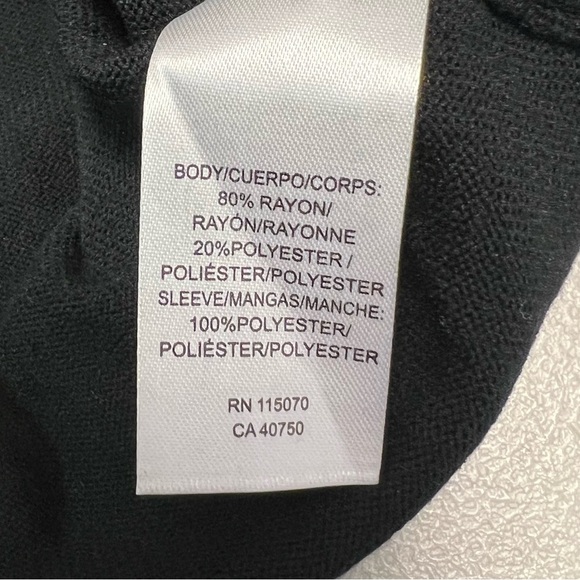 BODY/CUERPO/CORPS:
80% RAYON/
RAYÓN/RAYONNE
20%POLYESTER /
POLIÉSTER/POLYESTER
SLEEVE/MANGAS/MANCHE:
100%POLYESTER/
POLIÉSTER/POLYESTER
RN 115070
CA 40750